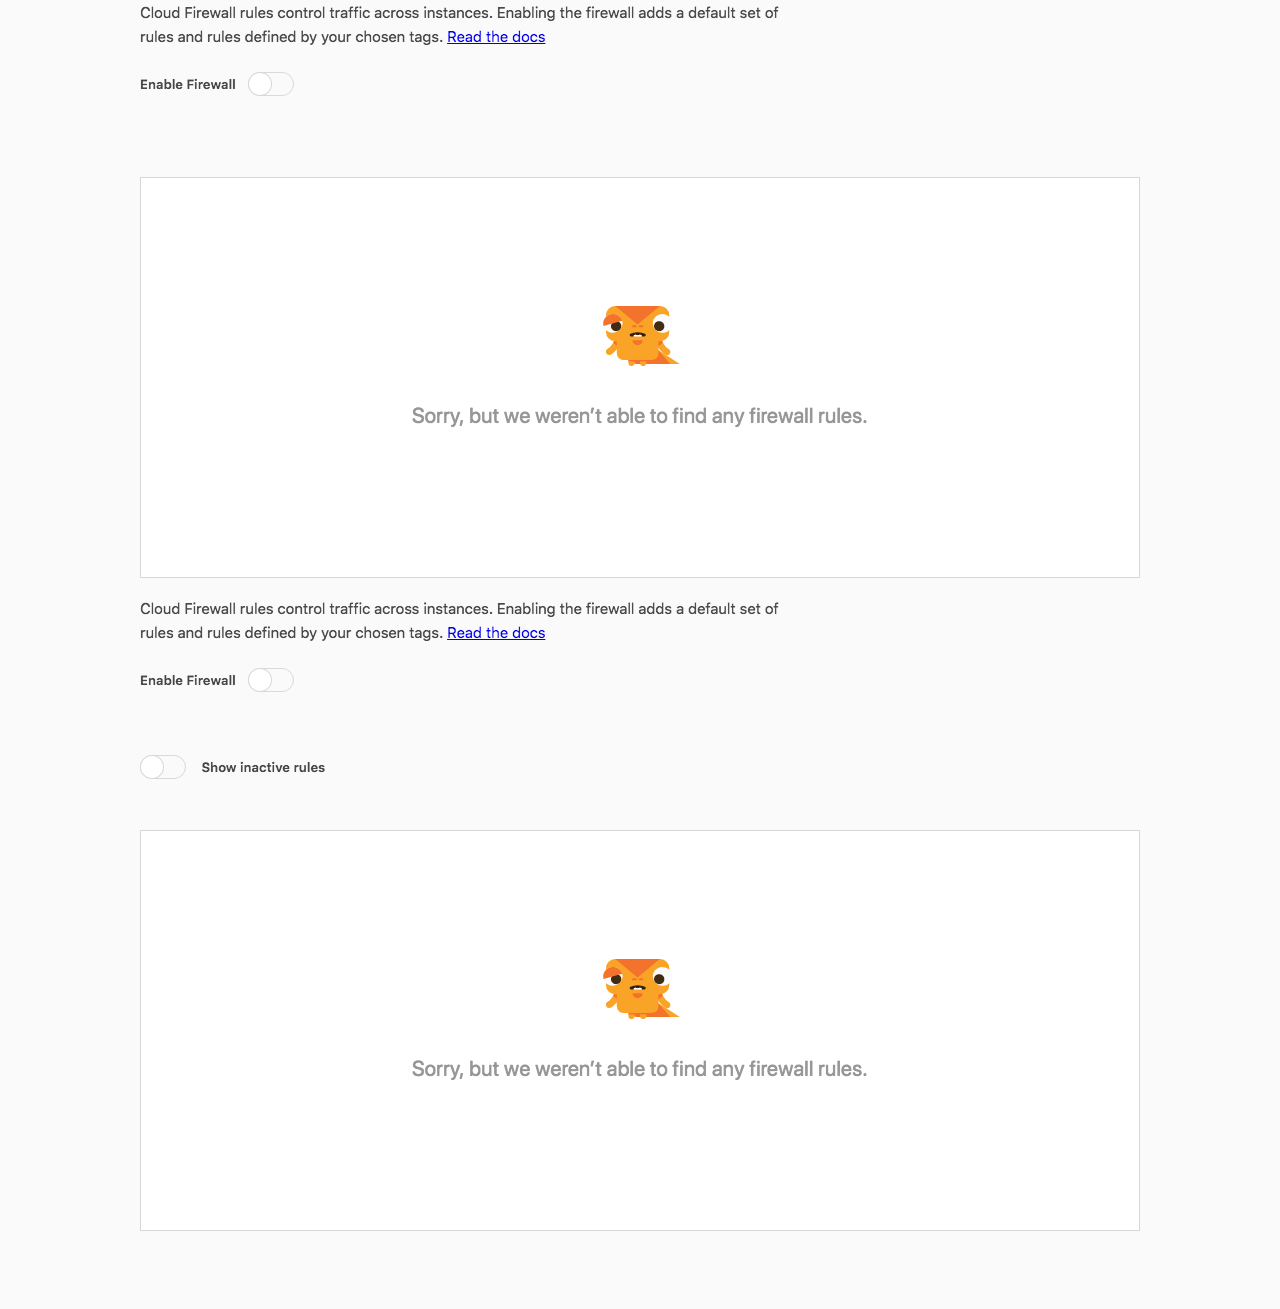 Cloud Firewall rules control traffic across instances. Enabling the firewall adds a default set of
rules and rules defined by your chosen tags. Read the docs
Enable Firewall
Sorry, but we weren’t able to find any firewall rules.
Cloud Firewall rules control traffic across instances. Enabling the firewall adds a default set of
rules and rules defined by your chosen tags. Read the docs
Enable Firewall
Show inactive rules
Sorry, but we weren’t able to find any firewall rules.